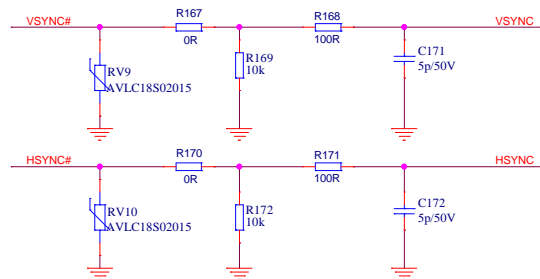 VSYNC#
R167
0R
R168
100R
VSYNC
RV9
AVLC18S02015
R169
10k
C171
5p/50V
HSYNC#
R170
0R
R171
100R
HSYNC
RV10
AVLC18S02015
R172
10k
C172
5p/50V